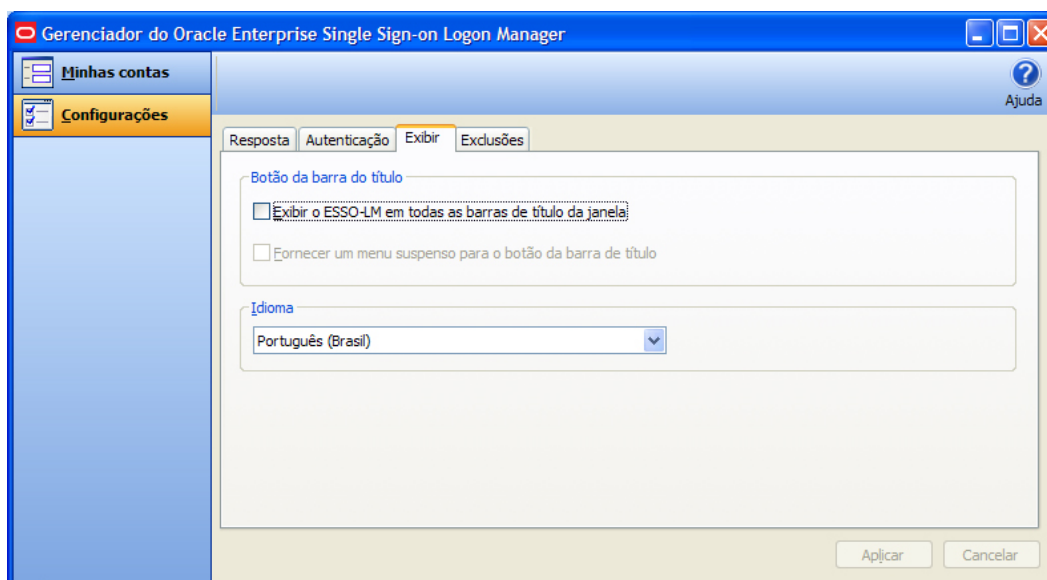 Gerenciador do Oracle Enterprise Single Sign-on Logon Manager
Minhas contas
Configurações
Ajuda
Resposta
Autenticação
Exibir
Exclusões
Botão da barra do título
Exibir o ESSO-LM em todas as barras de título da janela
Fornecer um menu suspenso para o botão da barra de título
Idioma
Português (Brasil)
Aplicar
Cancelar